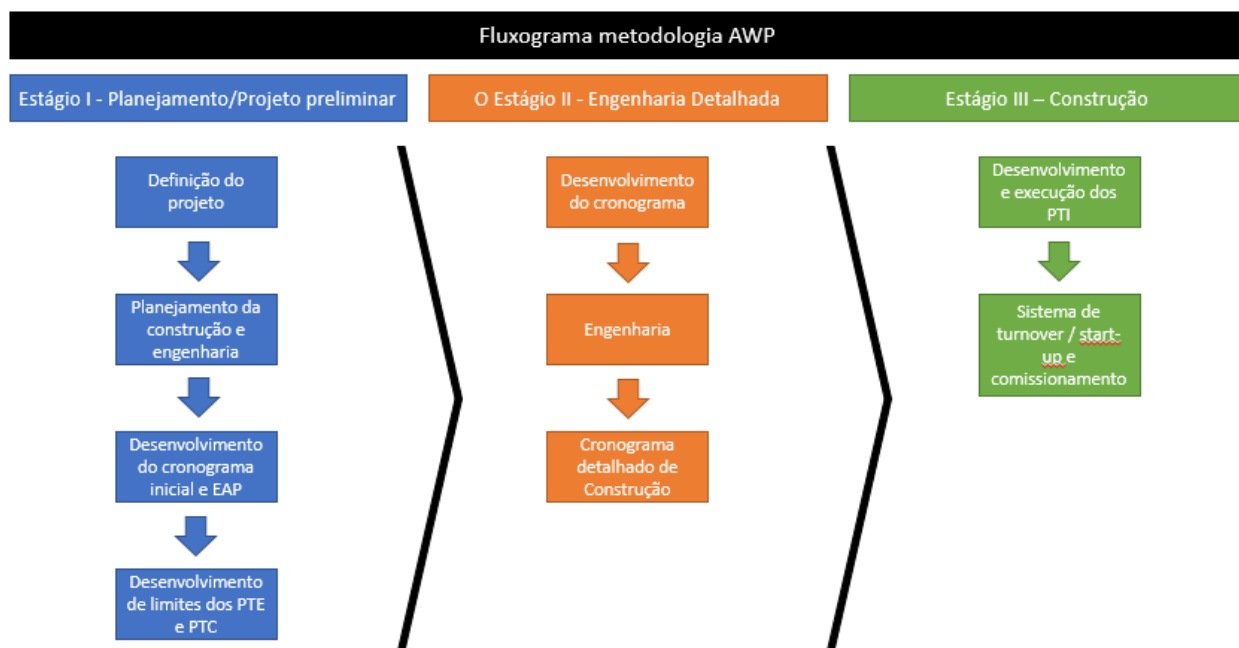 Fluxograma metodologia AWP
Estágio I - Planejamento/Projeto preliminar
O Estágio II - Engenharia Detalhada
Estágio III – Construção
Definição do
projeto
Planejamento da
construção e
engenharia
Desenvolvimento
do cronograma
inicial e EAP
Desenvolvimento
de limites dos PTE
e PTC
Desenvolvimento
do cronograma
Engenharia
Cronograma
detalhado de
Construção
Desenvolvimento
e execução dos
PTI
Sistema de
turnover / start-
up e
comissionamento